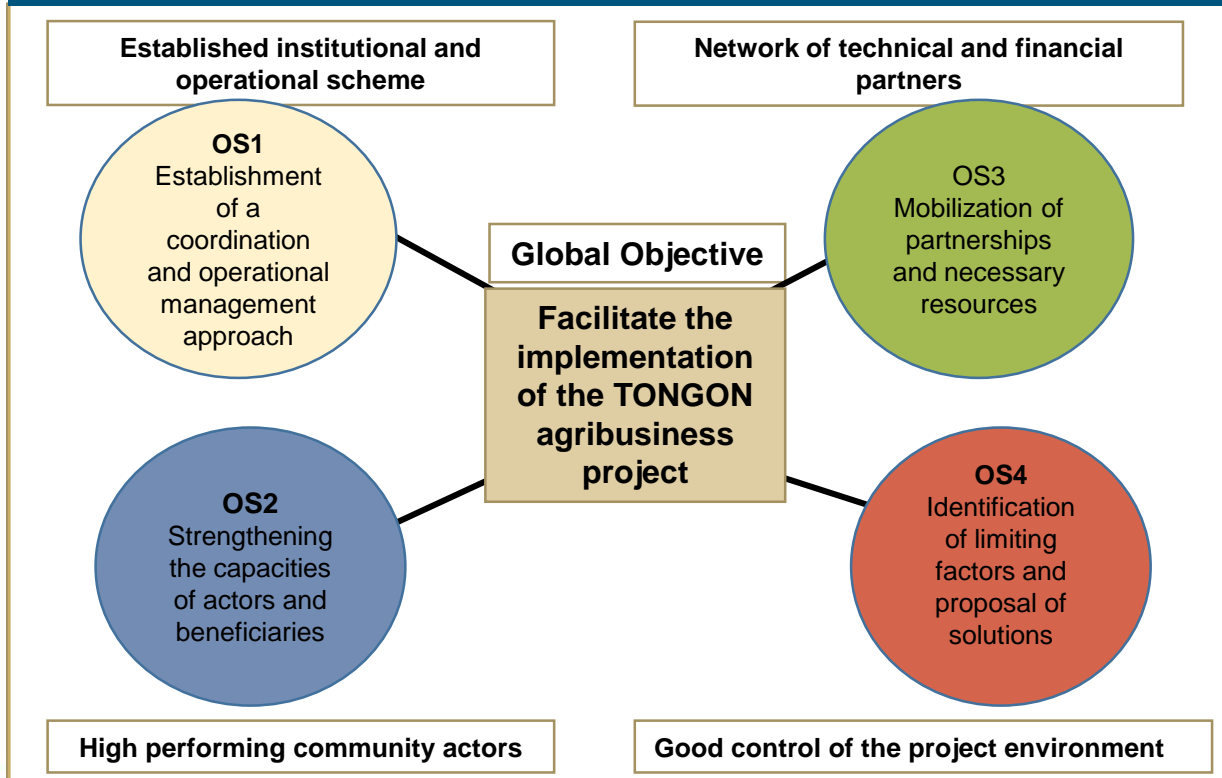 Established institutional and
operational scheme
Network of technical and financial
partners
OS1
Establishment
of a
coordination
and operational
management
approach
OS3
Mobilization of
partnerships
and necessary
resources
Global Objective
Facilitate the
implementation
of the TONGON
agribusiness
project
OS2
Strengthening
the capacities
of actors and
beneficiaries
OS4
Identification
of limiting
factors and
proposal of
solutions
High performing community actors
Good control of the project environment